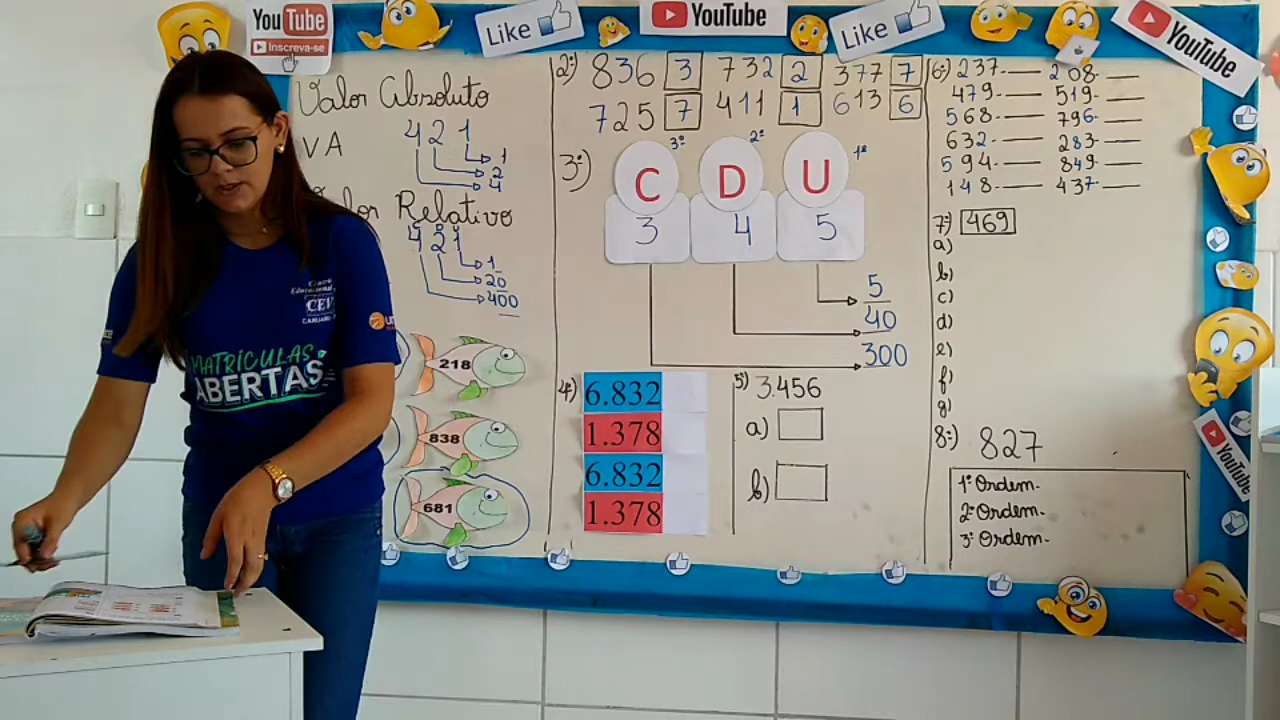 You Tube
Inscreva-se
Like
YouTube
Like
YouTube
Valor Absoluto
VA
421
1
2
4
Relativo
421
1
20
400
218
838
681
2º) 836 3 732 2 377 7
725 7 411 1 613 6
3º)
3º 2º 1º
C D U
3 4 5
5
40
300
4º)
6.832
1.378
6.832
1.378
5º) 3.456
a)
b)
6º) 237- 208-
479- 519-
568- 796-
632- 283-
594- 849-
148- 437-
7º) 469
a)
b)
c)
d)
e)
f)
g)
8º) 827
1º Ordem-
2º Ordem-
3º Ordem-
YouTube
CEV
MATRÍCULAS
ABERTAS